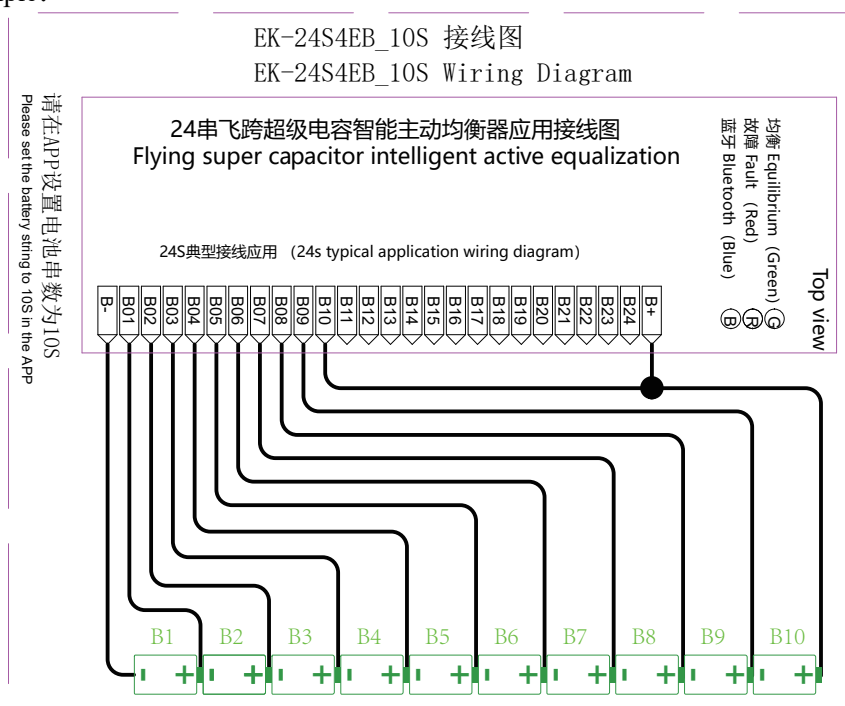 EK-24S4EB_10S 接线图
EK-24S4EB_10S Wiring Diagram
请在APP设置电池串数为10S
Please set the battery string to 10S in the APP
24串飞跨超级电容智能主动均衡器应用接线图
Flying super capacitor intelligent active equalization
均衡 Equilibrium (Green) G
故障 Fault (Red) R
蓝牙 Bluetooth (Blue) B
Top view
24S典型接线应用 (24s typical application wiring diagram)
B- B01 B02 B03 B04 B05 B06 B07 B08 B09 B10 B11 B12 B13 B14 B15 B16 B17 B18 B19 B20 B21 B22 B23 B24 B+
B1 B2 B3 B4 B5 B6 B7 B8 B9 B10
- + - + - + - + - + - + - + - + - + - +